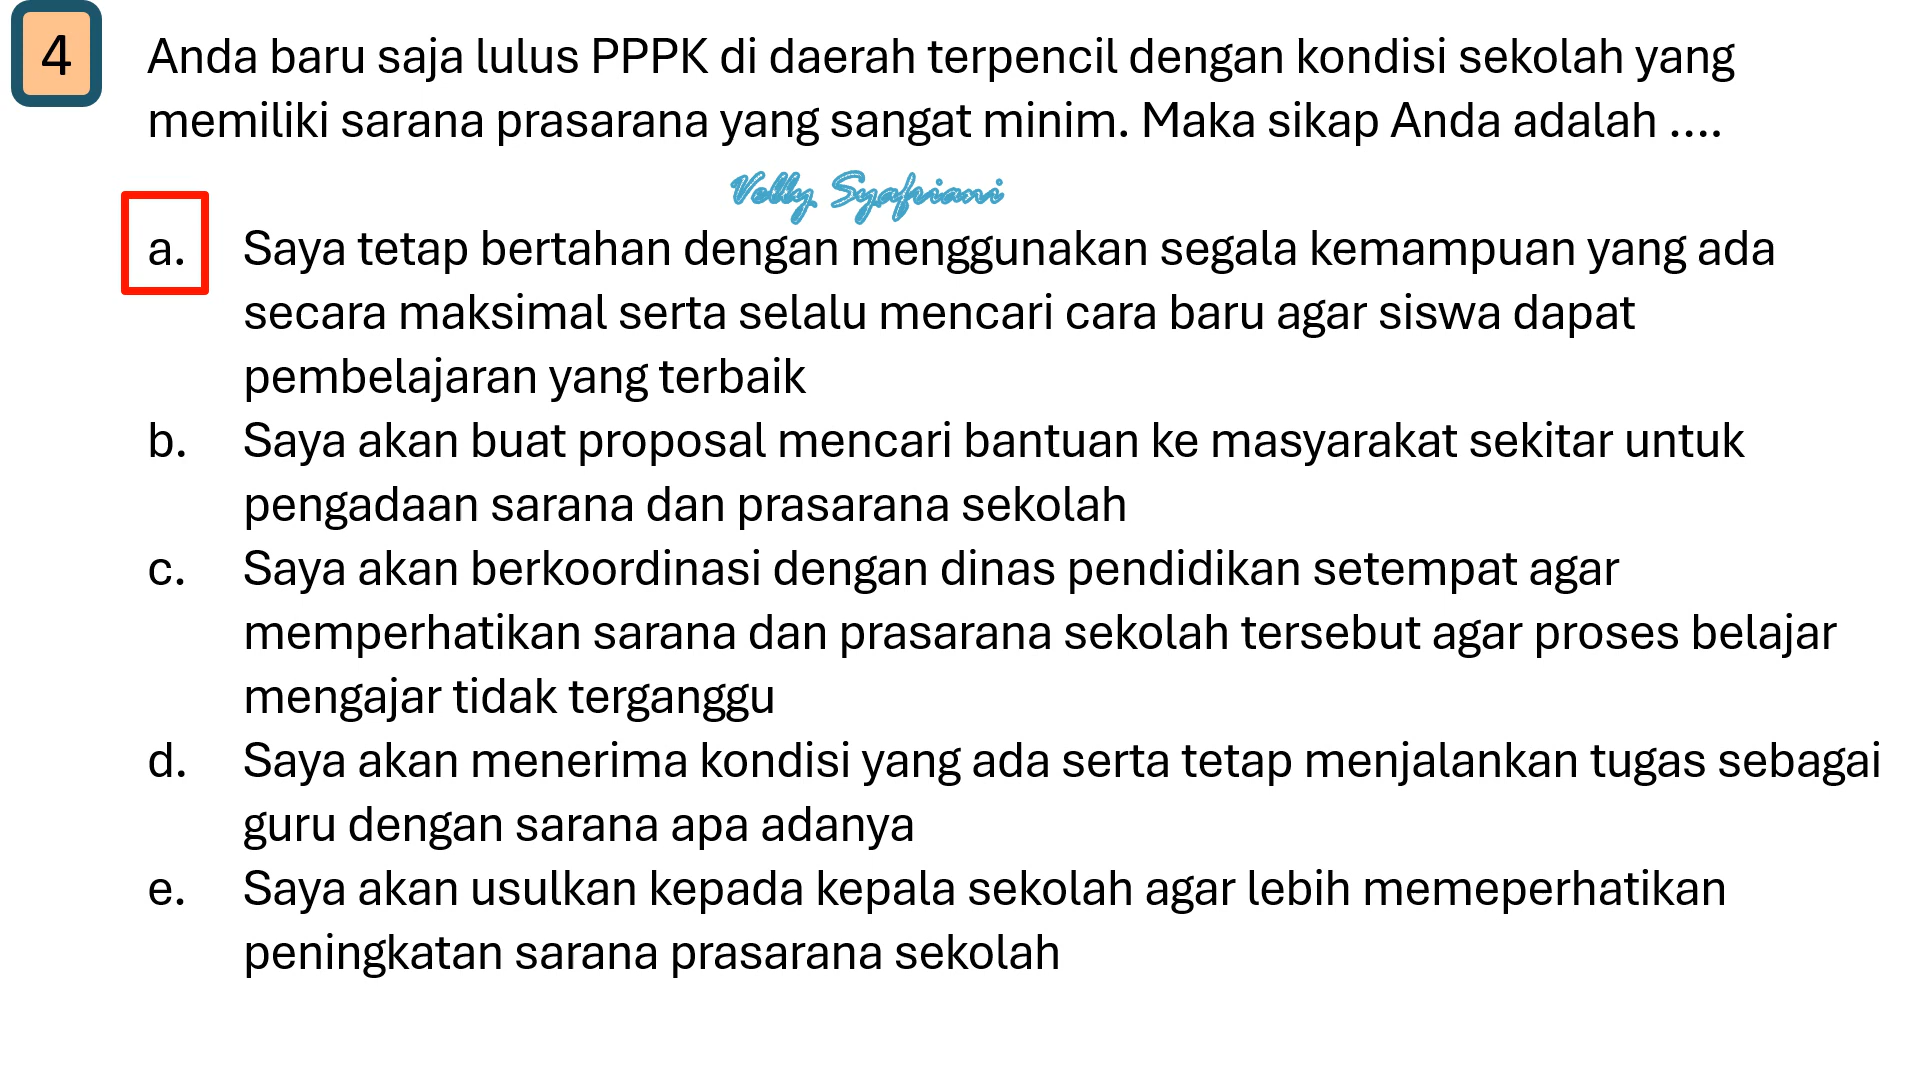 4
Anda baru saja lulus PPPK di daerah terpencil dengan kondisi sekolah yang
memiliki sarana prasarana yang sangat minim. Maka sikap Anda adalah ....
Velly Syafriani
a. Saya tetap bertahan dengan menggunakan segala kemampuan yang ada
secara maksimal serta selalu mencari cara baru agar siswa dapat
pembelajaran yang terbaik
b. Saya akan buat proposal mencari bantuan ke masyarakat sekitar untuk
pengadaan sarana dan prasarana sekolah
c. Saya akan berkoordinasi dengan dinas pendidikan setempat agar
memperhatikan sarana dan prasarana sekolah tersebut agar proses belajar
mengajar tidak terganggu
d. Saya akan menerima kondisi yang ada serta tetap menjalankan tugas sebagai
guru dengan sarana apa adanya
e. Saya akan usulkan kepada kepala sekolah agar lebih memeperhatikan
peningkatan sarana prasarana sekolah